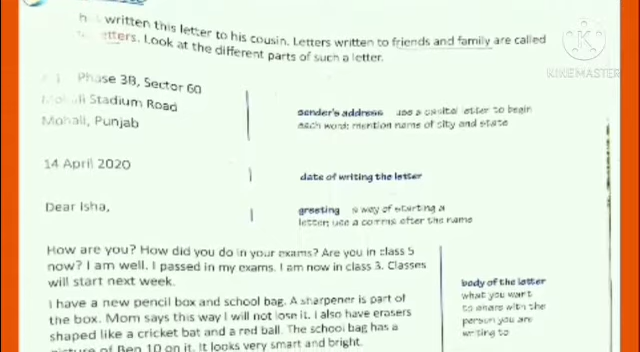 written this letter to his cousin. Letters written to friends and family are called
letters. Look at the different parts of such a letter.
KINEMASTER
Phase 3B, Sector 60
Mohali Stadium Road
Mohali, Punjab
sender's address use a capital letter to begin
each word; mention name of city and state
14 April 2020
date of writing the letter
Dear Isha,
greeting a way of starting a
letter; use a comma after the name
How are you? How did you do in your exams? Are you in class 5
now? I am well. I passed in my exams. I am now in class 3. Classes
will start next week.
I have a new pencil box and school bag. A sharpener is part of
the box. Mom says this way I will not lose it. I also have erasers
shaped like a cricket bat and a red ball. The school bag has a
picture of Ben 10 on it. It looks very smart and bright.
body of the letter
what you want
to share with the
person you are
writing to